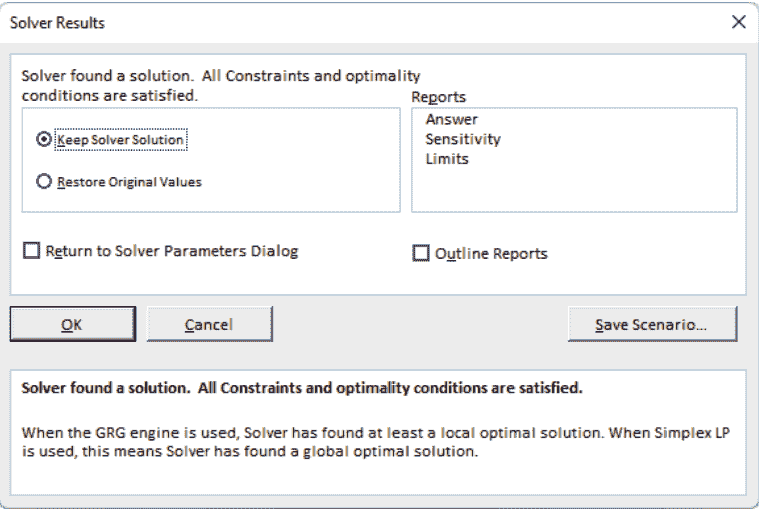 Solver Results
Solver found a solution.  All Constraints and optimality
conditions are satisfied.
Reports
Answer
Sensitivity
Limits
Keep Solver Solution
Restore Original Values
Return to Solver Parameters Dialog
Outline Reports
OK
Cancel
Save Scenario...
Solver found a solution.  All Constraints and optimality conditions are satisfied.
When the GRG engine is used, Solver has found at least a local optimal solution. When Simplex LP
is used, this means Solver has found a global optimal solution.